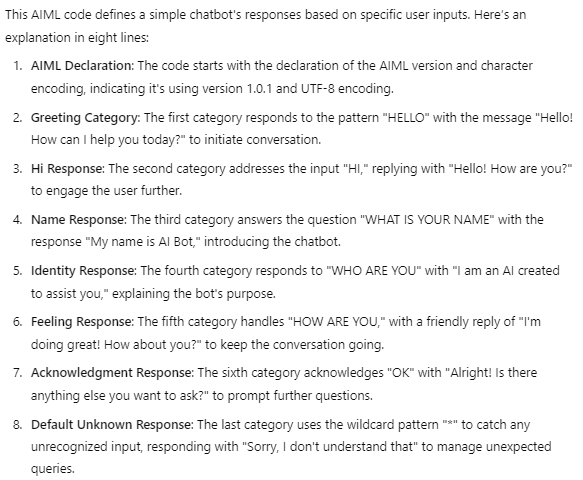 This AIML code defines a simple chatbot's responses based on specific user inputs. Here's an
explanation in eight lines:
1. AIML Declaration: The code starts with the declaration of the AIML version and character
encoding, indicating it's using version 1.0.1 and UTF-8 encoding.
2. Greeting Category: The first category responds to the pattern "HELLO" with the message "Hello!
How can I help you today?" to initiate conversation.
3. Hi Response: The second category addresses the input "HI," replying with "Hello! How are you?"
to engage the user further.
4. Name Response: The third category answers the question "WHAT IS YOUR NAME" with the
response "My name is AI Bot," introducing the chatbot.
5. Identity Response: The fourth category responds to "WHO ARE YOU" with "I am an AI created
to assist you," explaining the bot's purpose.
6. Feeling Response: The fifth category handles "HOW ARE YOU," with a friendly reply of "I'm
doing great! How about you?" to keep the conversation going.
7. Acknowledgment Response: The sixth category acknowledges "OK" with "Alright! Is there
anything else you want to ask?" to prompt further questions.
8. Default Unknown Response: The last category uses the wildcard pattern "*" to catch any
unrecognized input, responding with "Sorry, I don't understand that" to manage unexpected
queries.